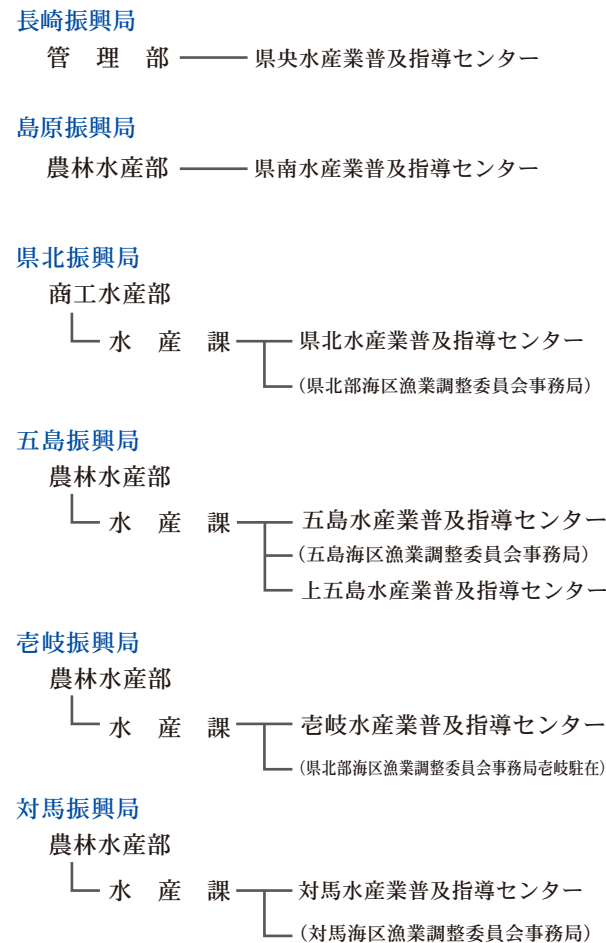 長崎振興局
管　理　部　県央水産業普及指導センター
島原振興局
農林水産部　県南水産業普及指導センター
県北振興局
商工水産部
水　産　課　県北水産業普及指導センター
（県北部海区漁業調整委員会事務局）
五島振興局
農林水産部
水　産　課　五島水産業普及指導センター
（五島海区漁業調整委員会事務局）
上五島水産業普及指導センター
壱岐振興局
農林水産部
水　産　課　壱岐水産業普及指導センター
（県北部海区漁業調整委員会事務局壱岐駐在）
対馬振興局
農林水産部
水　産　課　対馬水産業普及指導センター
（対馬海区漁業調整委員会事務局）